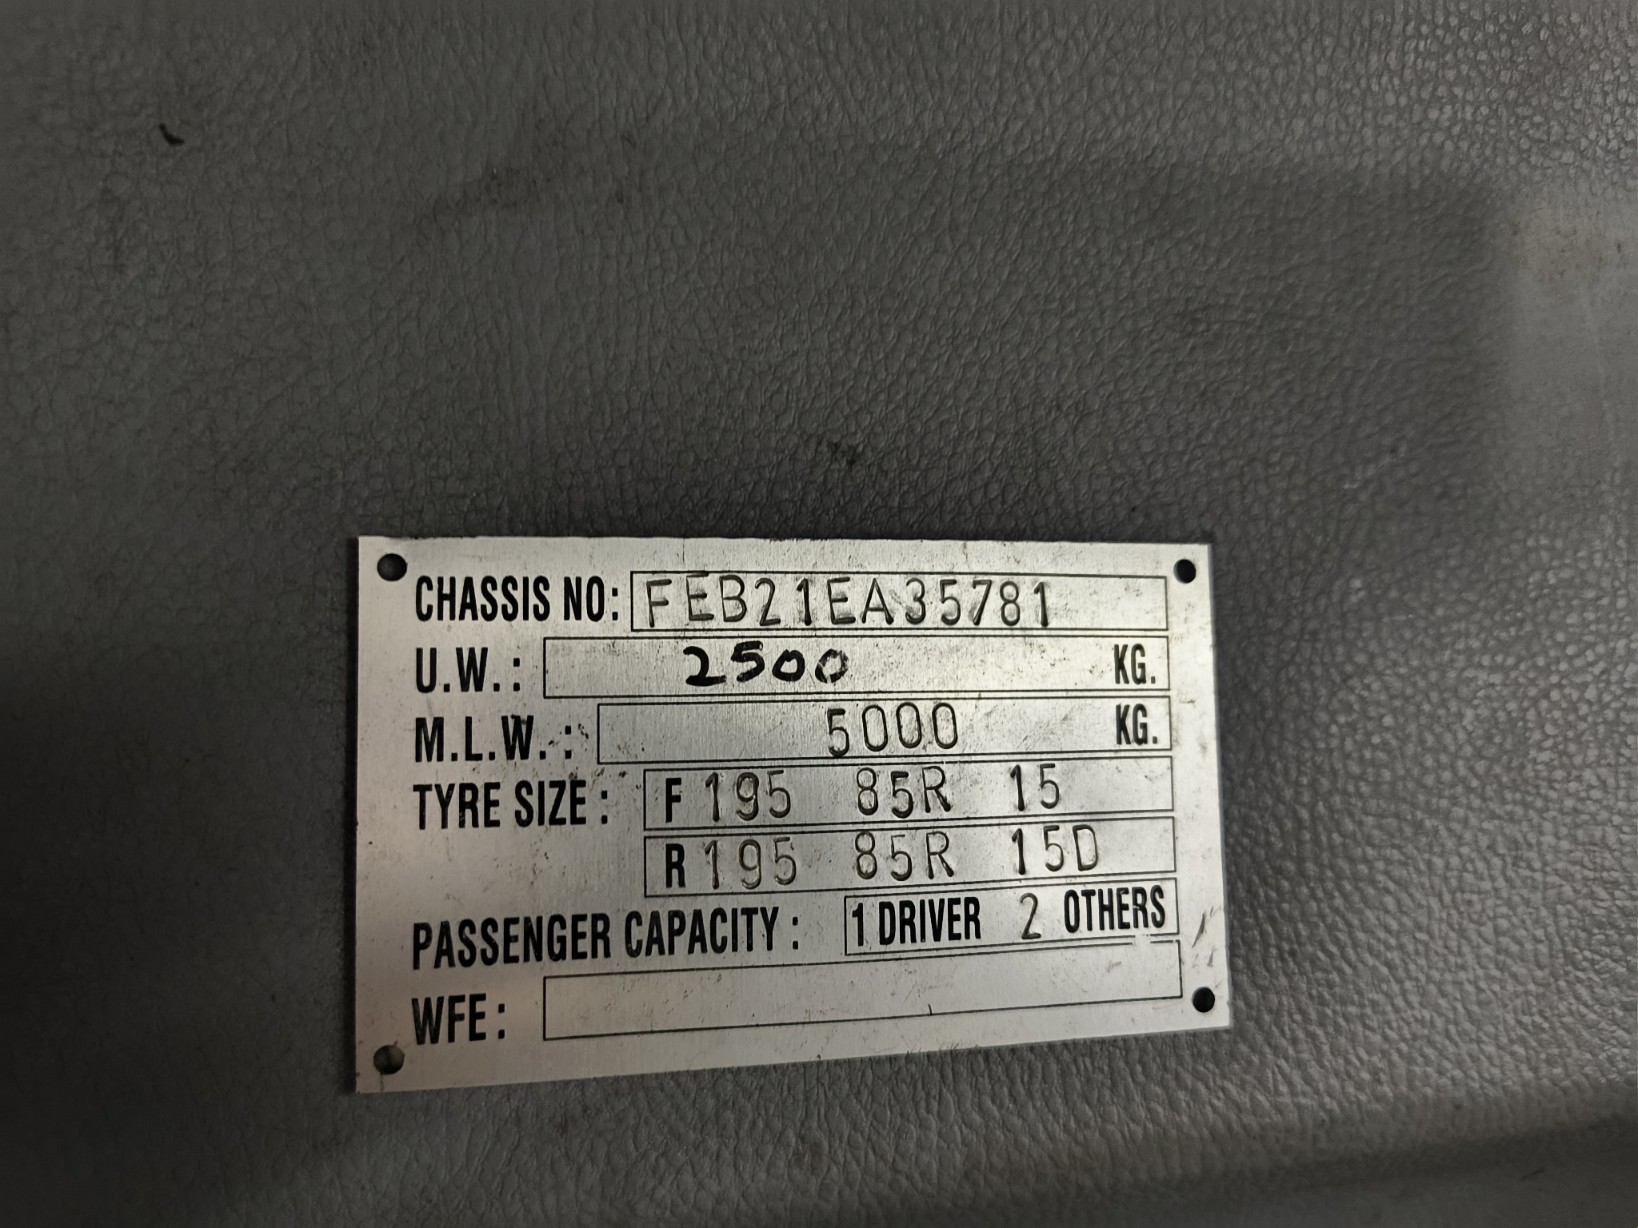 CHASSIS NO: FEB21EA35781
U.W.: 2500 KG.
M.L.W.: 5000 KG.
TYRE SIZE: F 195 85R 15
R 195 85R 15D
PASSENGER CAPACITY: 1 DRIVER 2 OTHERS
WFE: